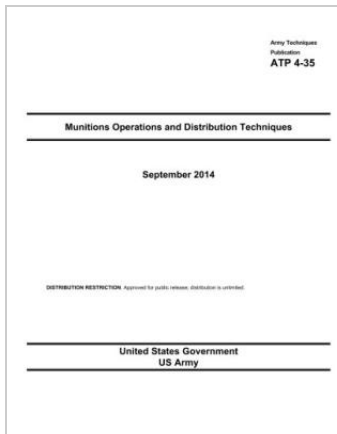 Army Techniques
Publication
ATP 4-35
Munitions Operations and Distribution Techniques
September 2014
DISTRIBUTION RESTRICTION. Approved for public release; distribution is unlimited.
United States Government
US Army